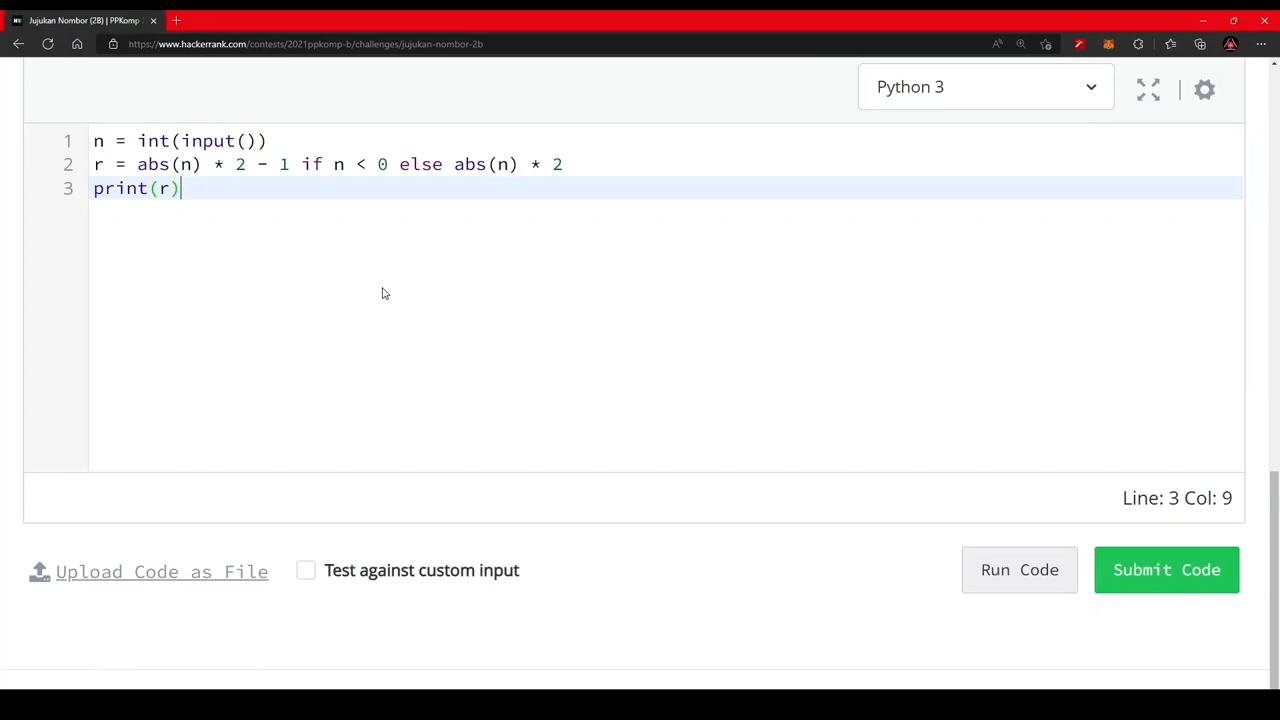 Jujukan Nombor (2B) | PPKomp
https://www.hackerrank.com/contests/2021ppkomp-b/challenges/jujukan-nombor-2b
Python 3
1 n = int(input())
2 r = abs(n) * 2 - 1 if n < 0 else abs(n) * 2
3 print(r)
Line: 3 Col: 9
Upload Code as File
Test against custom input
Run Code
Submit Code